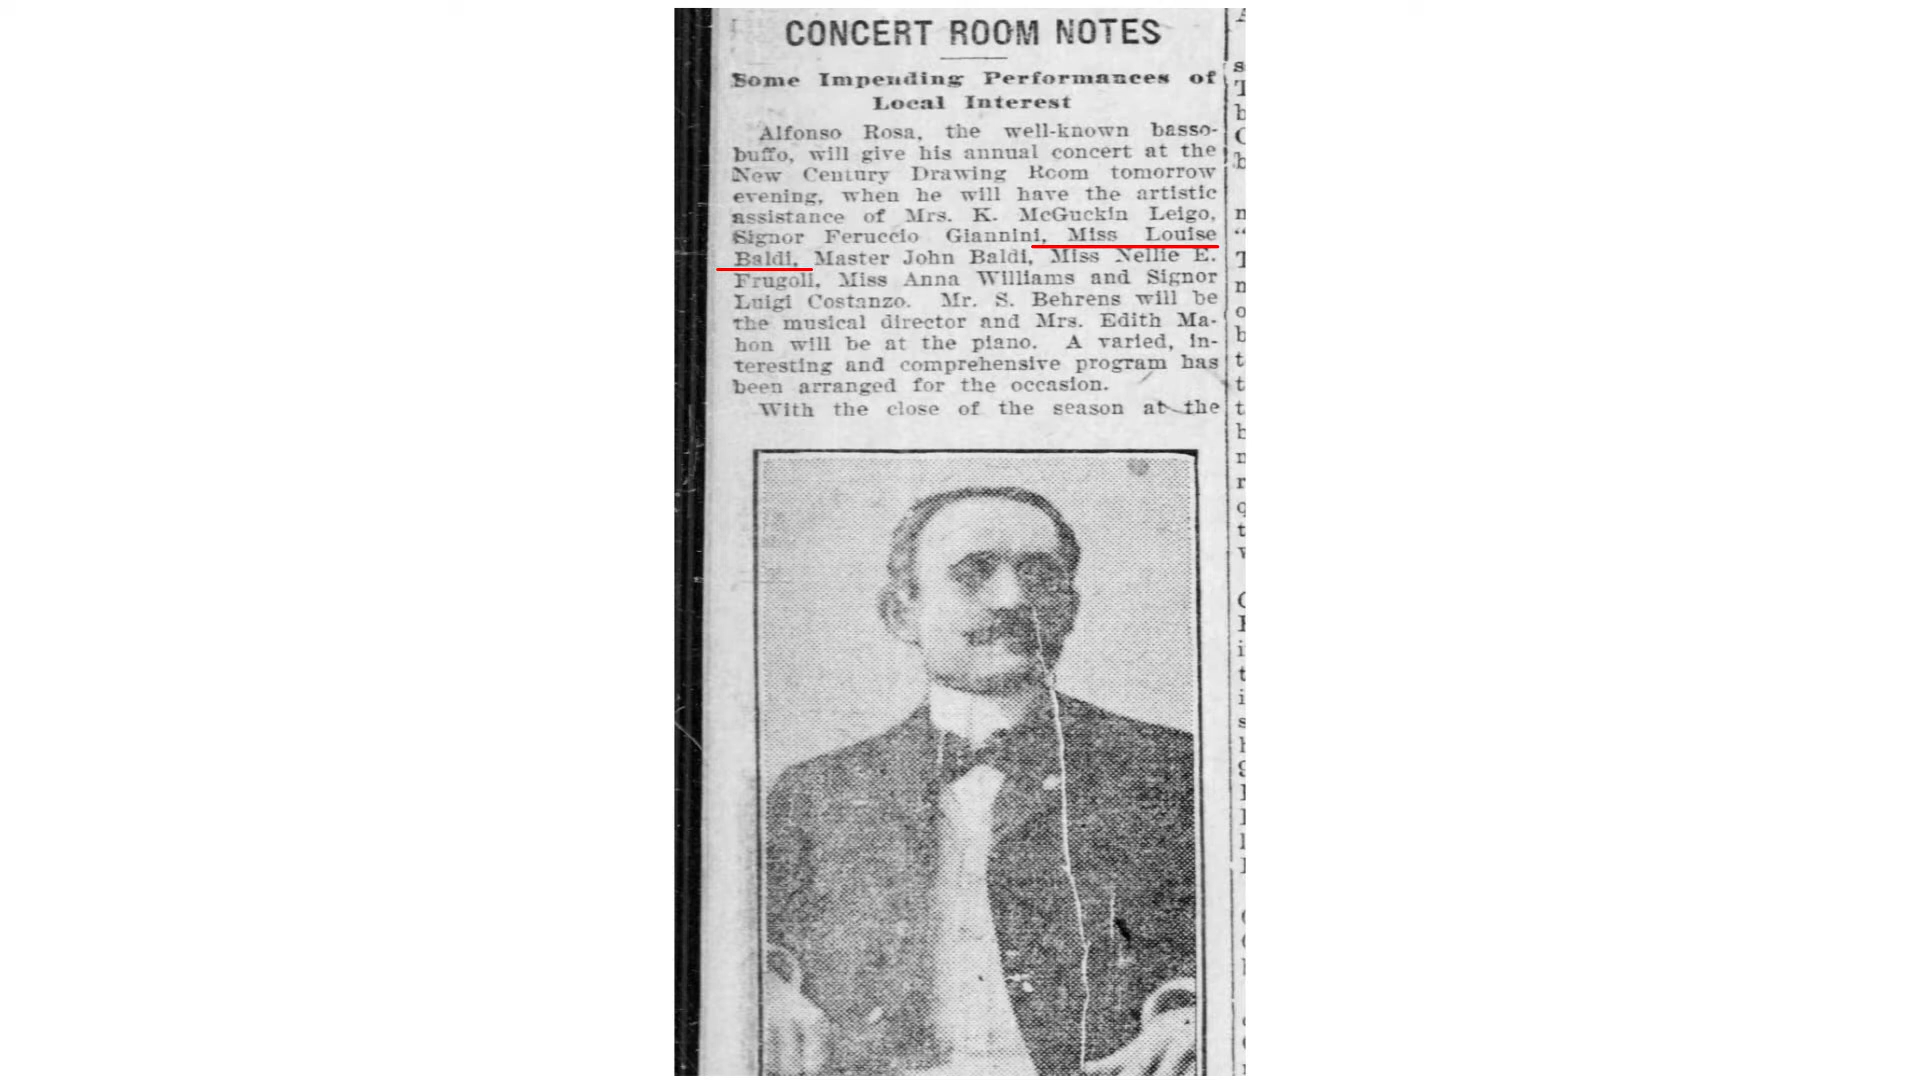 CONCERT ROOM NOTES
Some Impending Performances of
Local Interest
Alfonso Rosa, the well-known basso-
buffo, will give his annual concert at the
New Century Drawing Room tomorrow
evening, when he will have the artistic
assistance of Mrs. K. McGuckin Leigo,
Signor Feruccio Giannini, Miss Louise
Baldi, Master John Baldi, Miss Nellie E.
Frugoli, Miss Anna Williams and Signor
Luigi Costanzo. Mr. S. Behrens will be
the musical director and Mrs. Edith Ma-
hon will be at the piano. A varied, in-
teresting and comprehensive program has
been arranged for the occasion.
With the close of the season at the